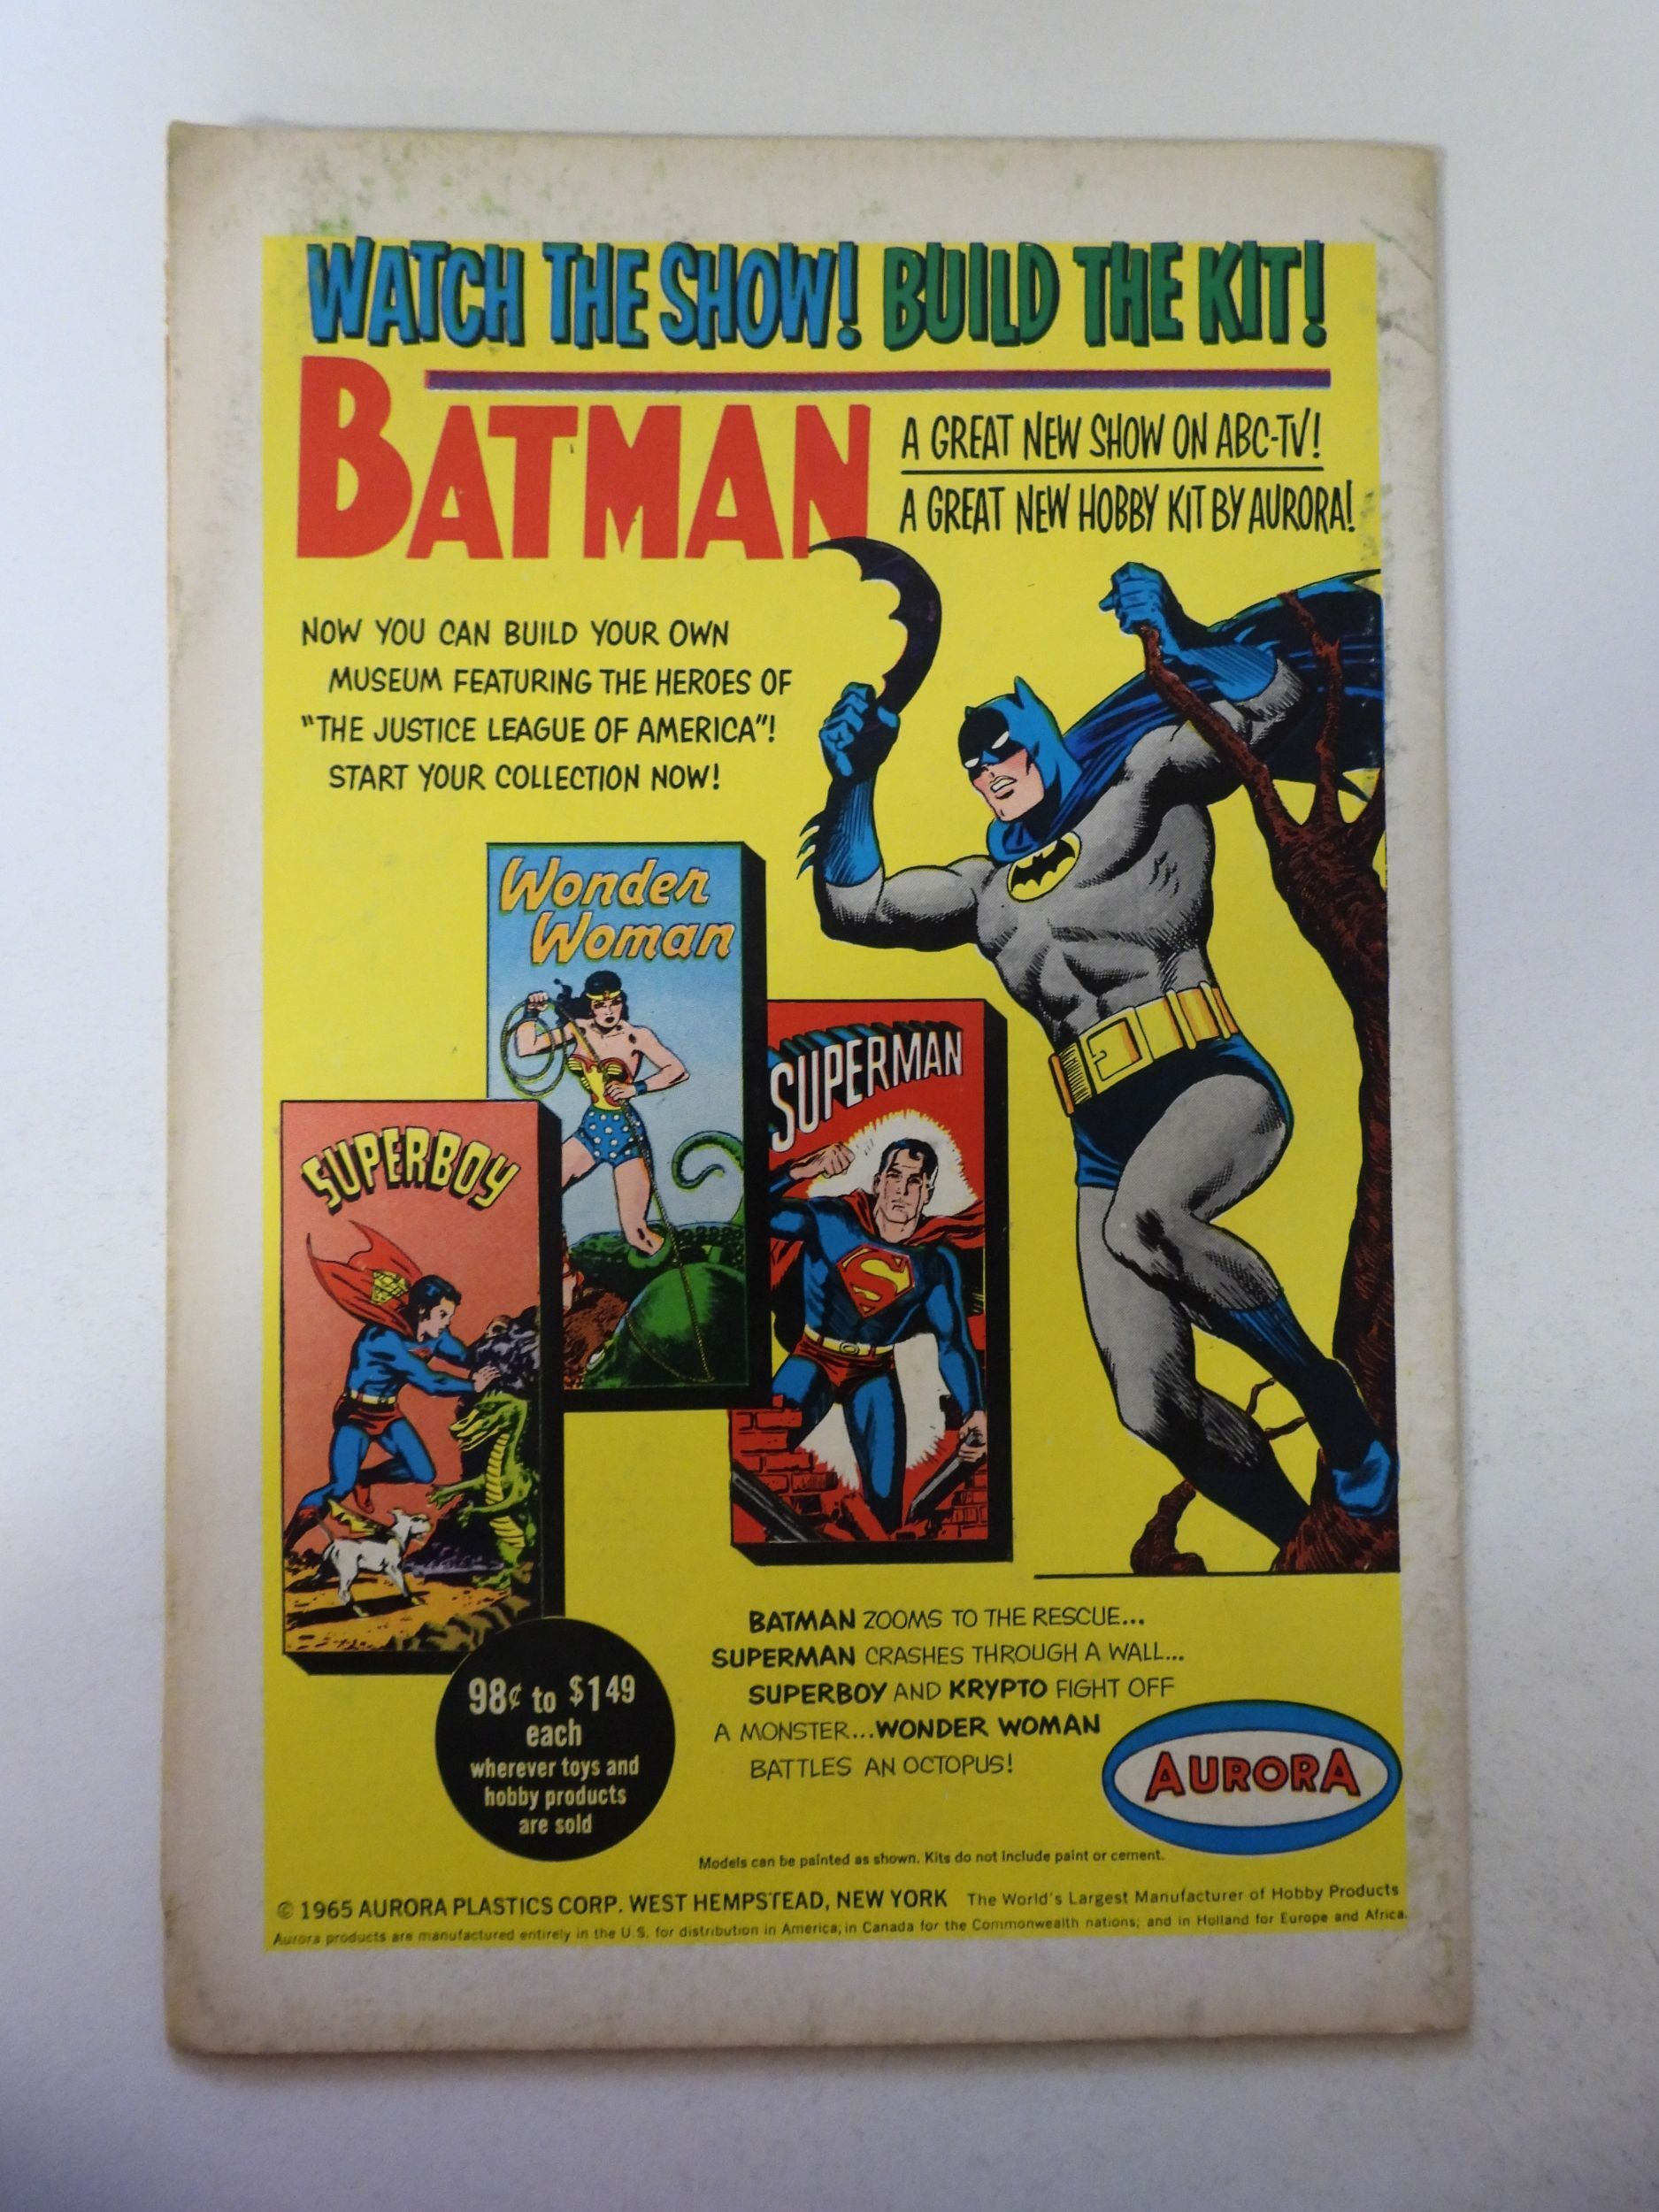 WATCH THE SHOW! BUILD THE KIT!
BATMAN
A GREAT NEW SHOW ON ABC-TV!
A GREAT NEW HOBBY KIT BY AURORA!
NOW YOU CAN BUILD YOUR OWN
MUSEUM FEATURING THE HEROES OF
"THE JUSTICE LEAGUE OF AMERICA"!
START YOUR COLLECTION NOW!
Wonder
Woman
SUPERMAN
S
SUPERBOY
98¢ to $149
each
wherever toys and
hobby products
are sold
BATMAN ZOOMS TO THE RESCUE...
SUPERMAN CRASHES THROUGH A WALL...
SUPERBOY AND KRYPTO FIGHT OFF
A MONSTER...WONDER WOMAN
BATTLES AN OCTOPUS!
AURORA
Models can be painted as shown. Kits do not include paint or cement.
© 1965 AURORA PLASTICS CORP. WEST HEMPSTEAD, NEW YORK The World's Largest Manufacturer of Hobby Products
Aurora products are manufactured entirely in the U.S. for distribution in America; in Canada for the Commonwealth nations; and in Holland for Europe and Africa.